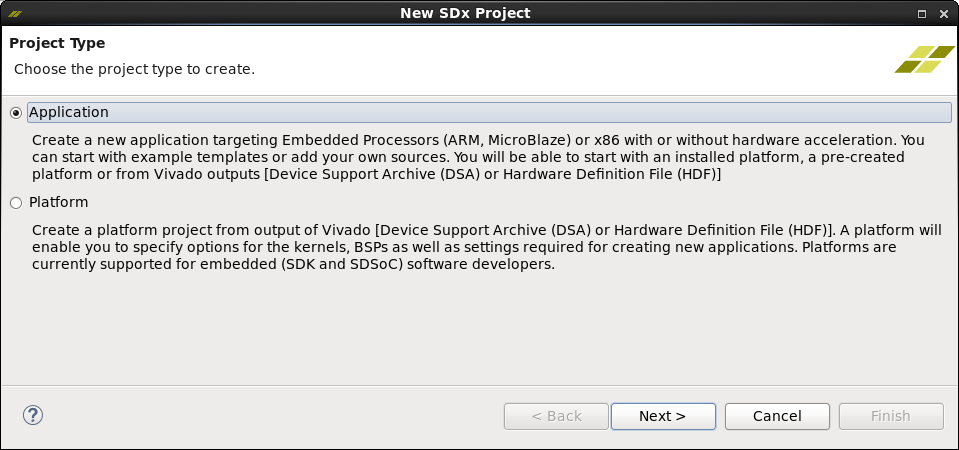 New SDx Project
Project Type
Choose the project type to create.
Application
Create a new application targeting Embedded Processors (ARM, MicroBlaze) or x86 with or without hardware acceleration. You
can start with example templates or add your own sources. You will be able to start with an installed platform, a pre-created
platform or from Vivado outputs [Device Support Archive (DSA) or Hardware Definition File (HDF)]
Platform
Create a platform project from output of Vivado [Device Support Archive (DSA) or Hardware Definition File (HDF)]. A platform will
enable you to specify options for the kernels, BSPs as well as settings required for creating new applications. Platforms are
currently supported for embedded (SDK and SDSoC) software developers.
? < Back Next > Cancel Finish